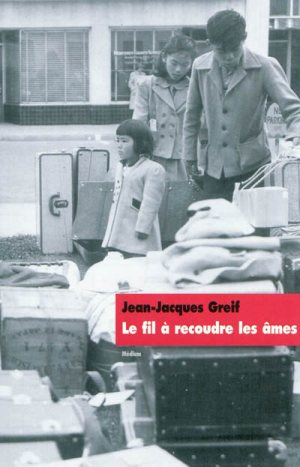 Jean-Jacques Greif
Le fil à recoudre les âmes
Médium